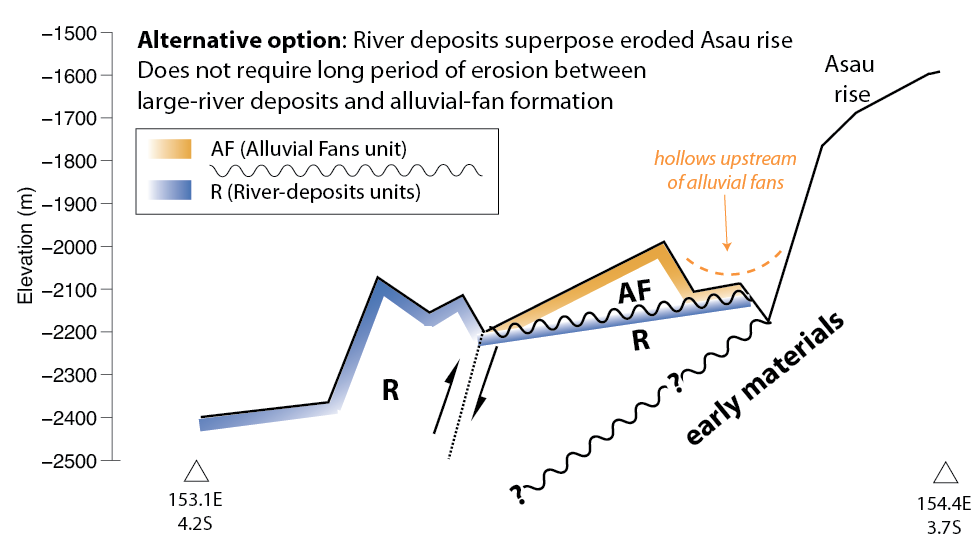 Alternative option: River deposits superpose eroded Asau rise
Does not require long period of erosion between
large-river deposits and alluvial-fan formation
AF (Alluvial Fans unit)
R (River-deposits units)
Elevation (m)
−1500
−1600
−1700
−1800
−1900
−2000
−2100
−2200
−2300
−2400
−2500
Asau
rise
hollows upstream
of alluvial fans
AF
R
R
?
?
early materials
153.1E
4.2S
154.4E
3.7S